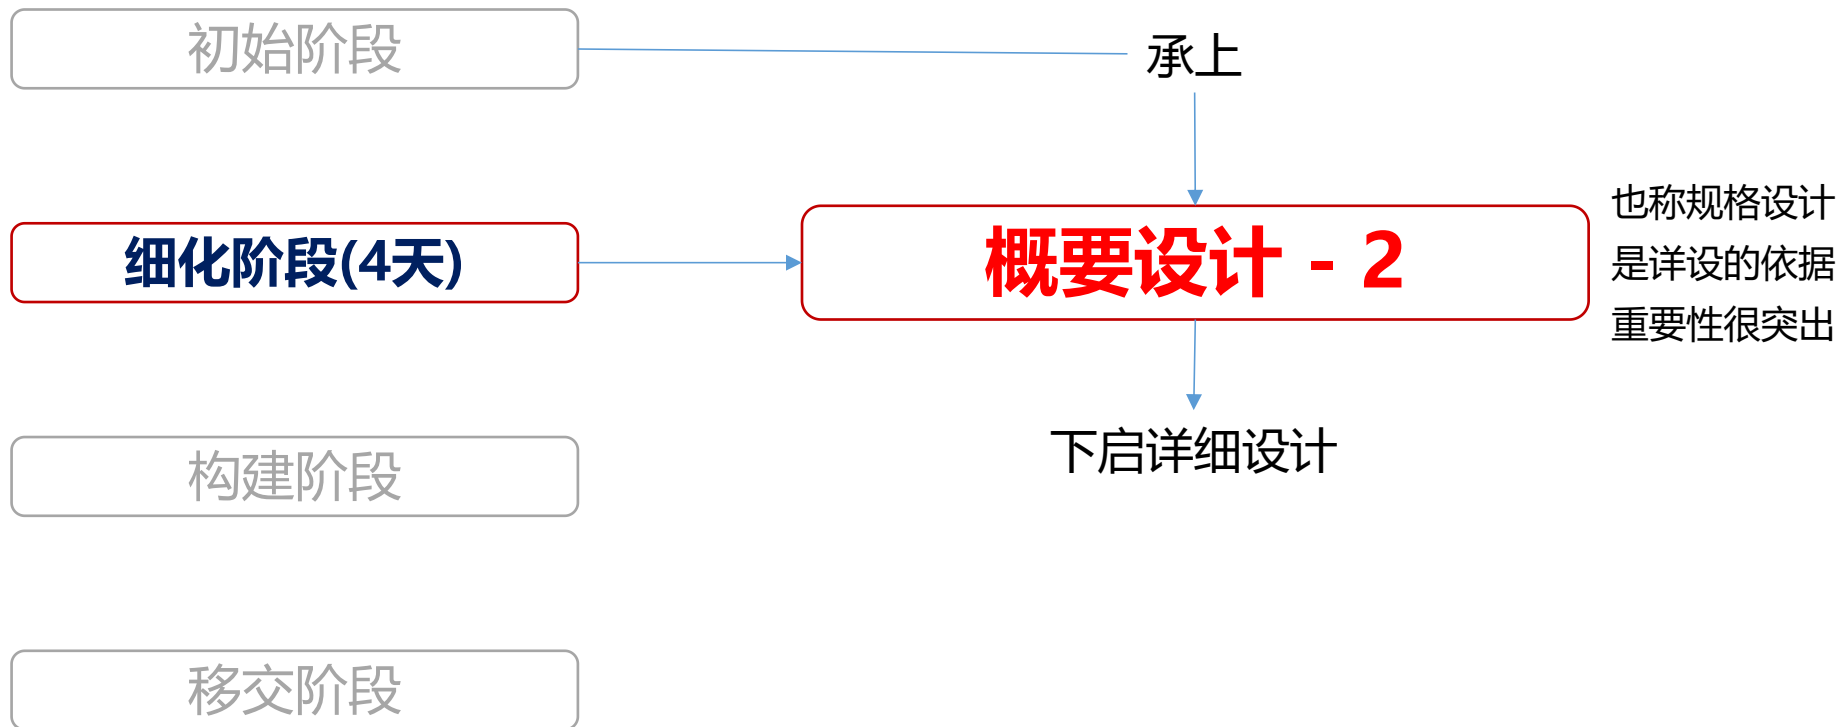 初始阶段
承上
细化阶段(4天)
概要设计 - 2
也称规格设计
是详设的依据
重要性很突出
下启详细设计
构建阶段
移交阶段